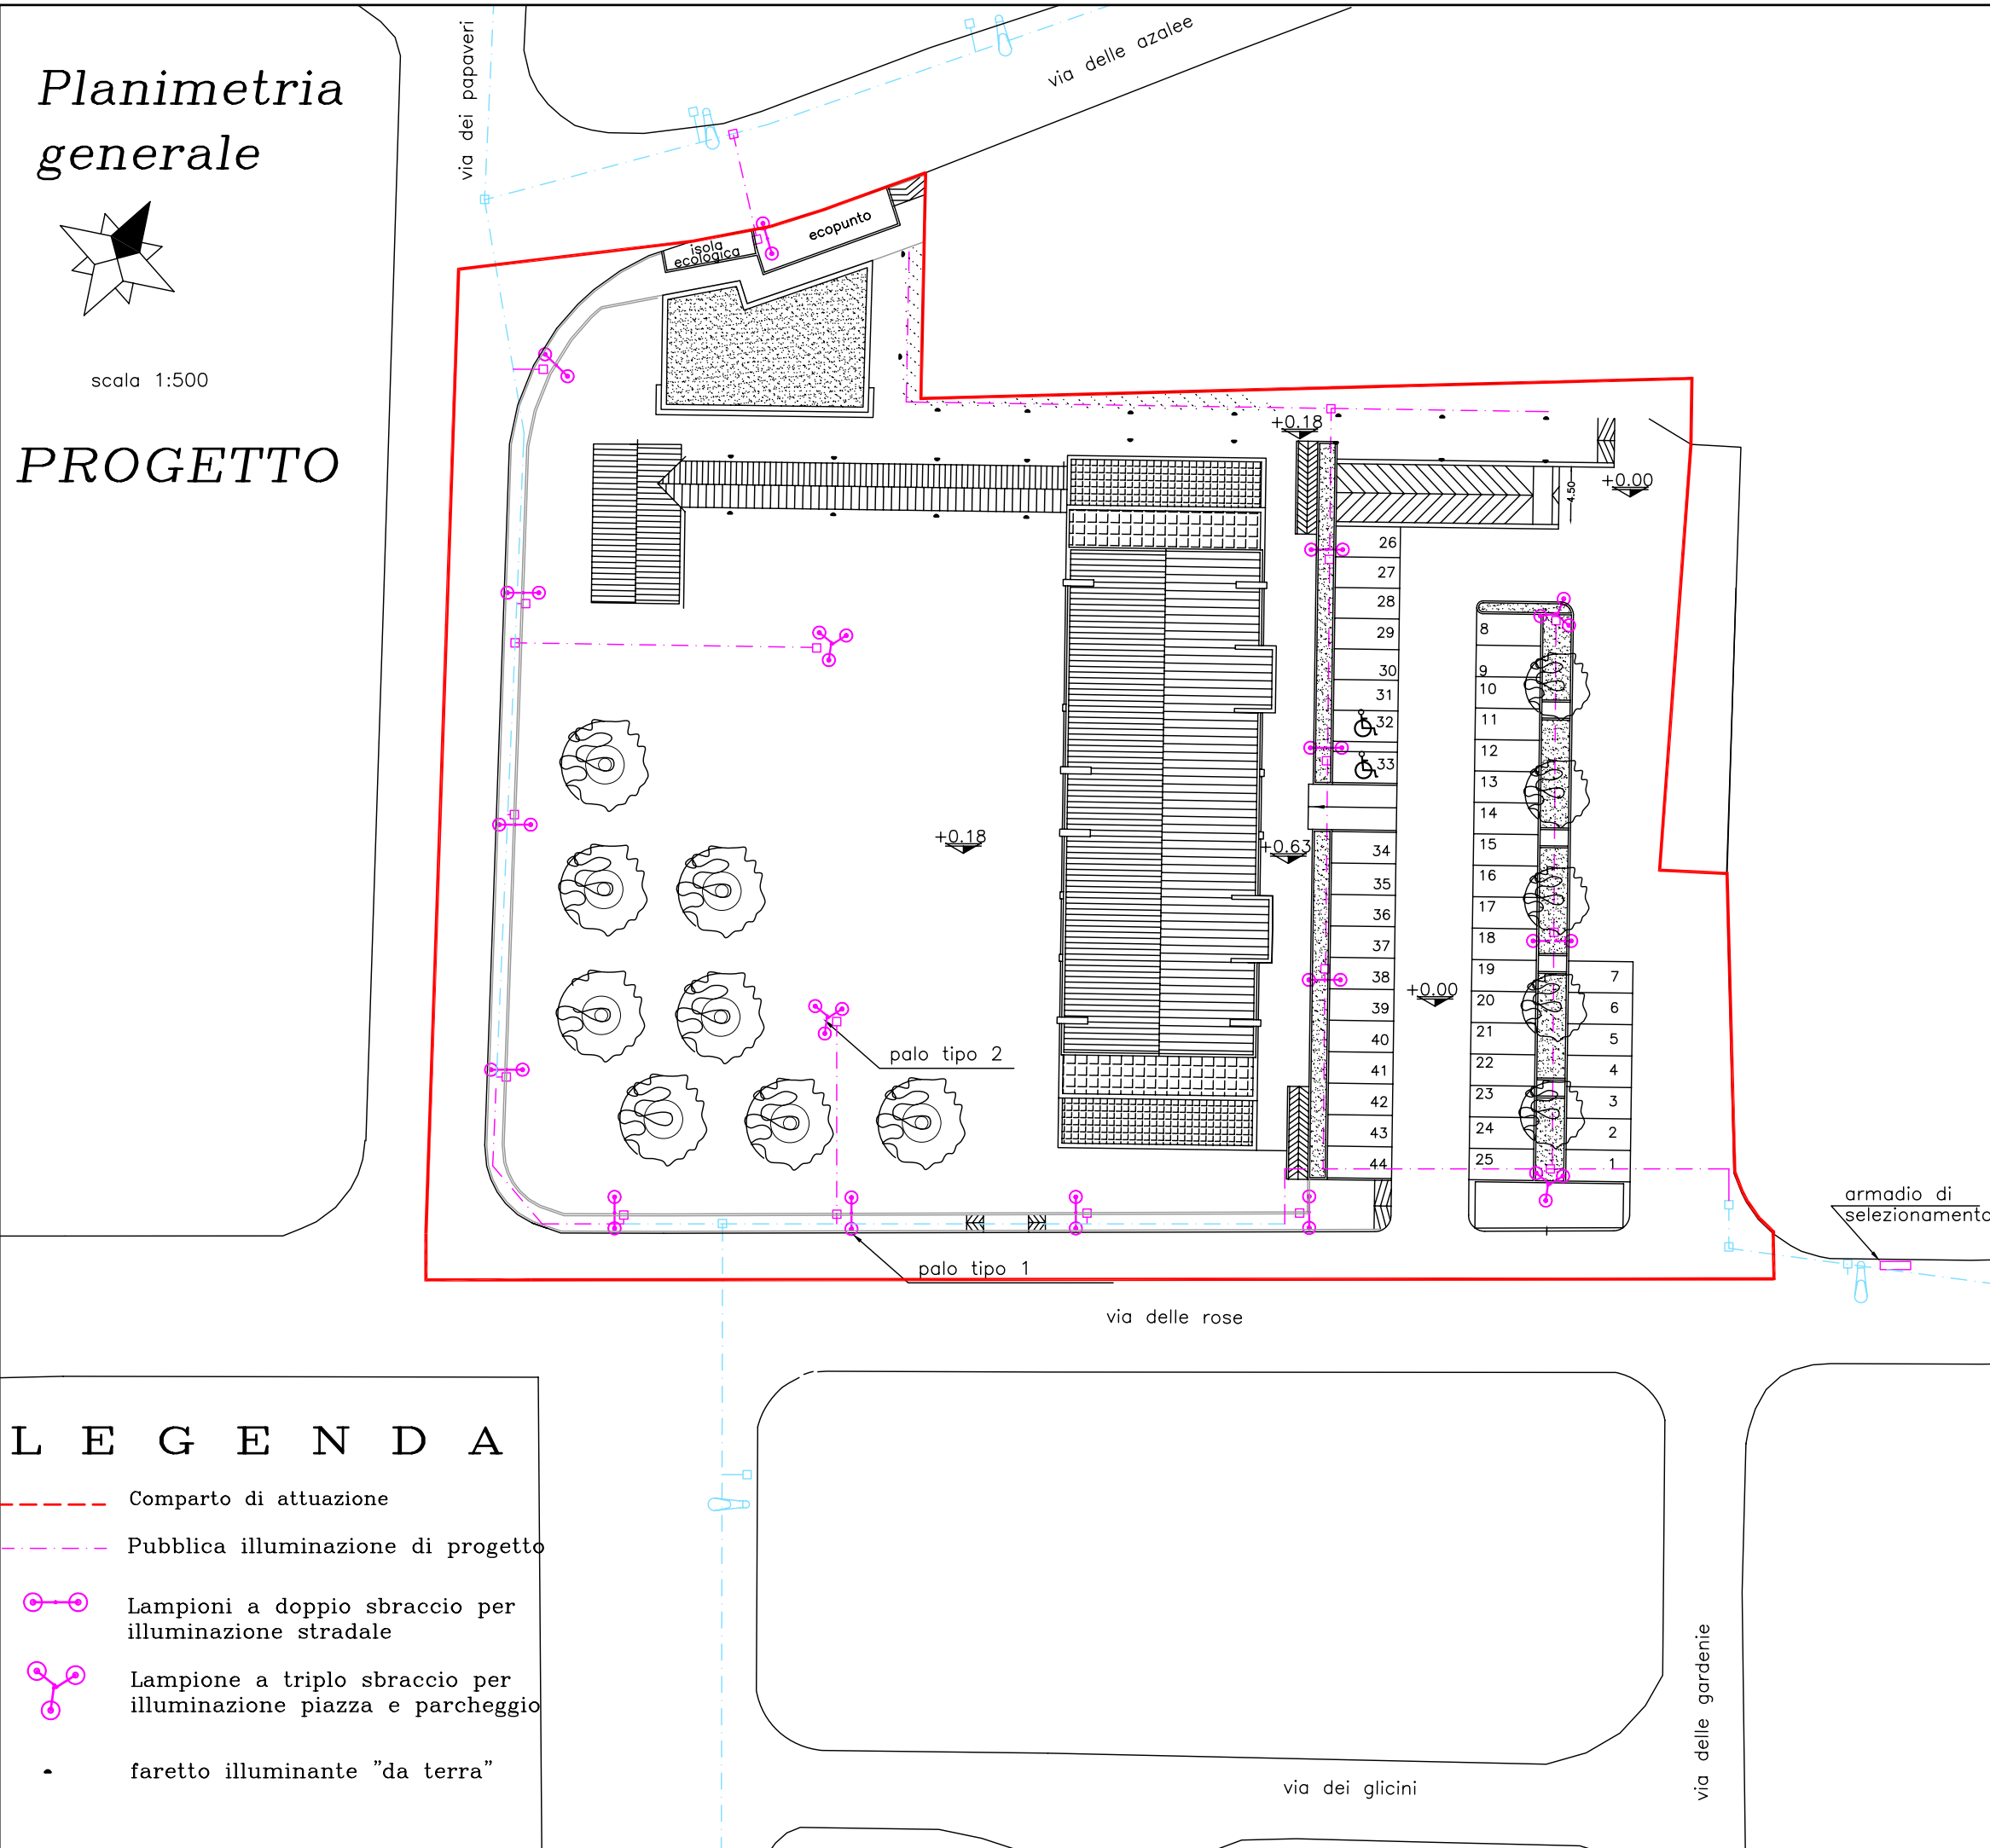 Planimetria
generale
scala 1:500
PROGETTO
via dei papaveri
via delle azalee
isola
ecologica
ecopunto
+0.18
+0.00
4.50
26
27
28
29
30
31
32
33
34
35
36
37
38
39
40
41
42
43
44
8
9
10
11
12
13
14
15
16
17
18
19
20
21
22
23
24
25
7
6
5
4
3
2
1
+0.18
+0.63
+0.00
palo tipo 2
palo tipo 1
armadio di
selezionamento
via delle rose
via delle gardenie
via dei glicini
L E G E N D A
Comparto di attuazione
Pubblica illuminazione di progetto
Lampioni a doppio sbraccio per
illuminazione stradale
Lampione a triplo sbraccio per
illuminazione piazza e parcheggio
faretto illuminante "da terra"